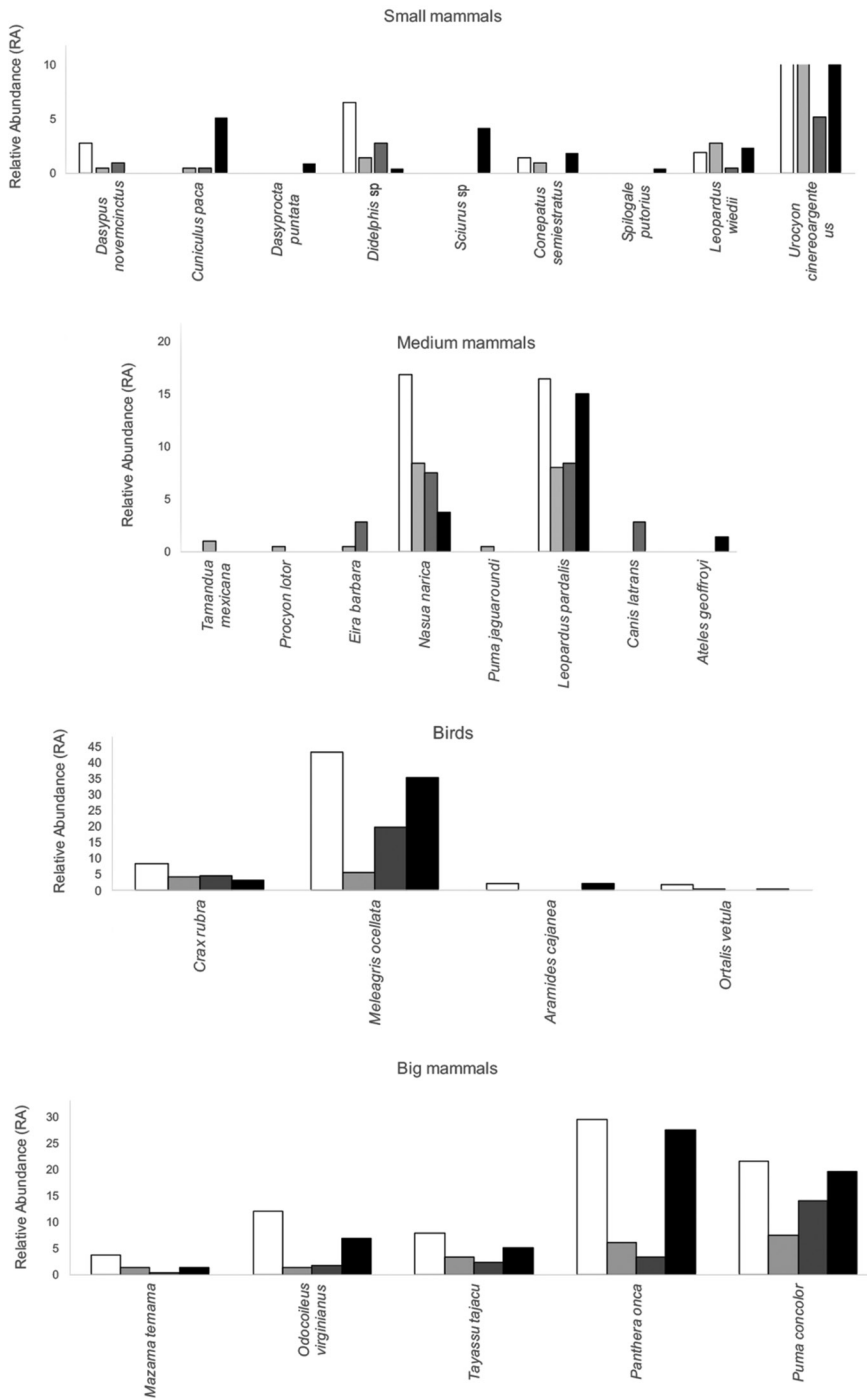 Small mammals
Relative Abundance (RA)
10
5
0
Dasypus
novemcinctus
Cuniculus paca
Dasyprocta
puntata
Didelphis sp
Sciurus sp
Conepatus
semiestratus
Spilogale
putorius
Leopardus
wiedii
Urocyon
cinereoargente
us
Medium mammals
Relative Abundance (RA)
20
15
10
5
0
Tamandua
mexicana
Procyon lotor
Eira barbara
Nasua narica
Puma jaguaroundi
Leopardus pardalis
Canis latrans
Ateles geoffroyi
Birds
Relative Abundance (RA)
45
40
35
30
25
20
15
10
5
0
Crax rubra
Meleagris ocellata
Aramides cajanea
Ortalis vetula
Big mammals
Relative Abundance (RA)
30
25
20
15
10
5
0
Mazama temama
Odocoileus
virginianus
Tayassu tajacu
Panthera onca
Puma concolor